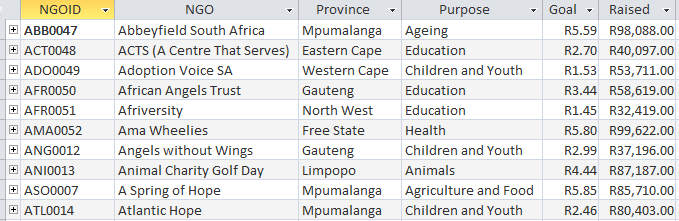 NGOID NGO Province Purpose Goal Raised
ABB0047 Abbeyfield South Africa Mpumalanga Ageing R5.59 R98,088.00
ACT0048 ACTS (A Centre That Serves) Eastern Cape Education R2.70 R40,097.00
ADO0049 Adoption Voice SA Western Cape Children and Youth R1.53 R53,711.00
AFR0050 African Angels Trust Gauteng Education R3.44 R58,619.00
AFR0051 Afriversity North West Education R1.45 R32,419.00
AMA0052 Ama Wheelies Free State Health R5.80 R99,622.00
ANG0012 Angels without Wings Gauteng Children and Youth R2.99 R37,196.00
ANI0013 Animal Charity Golf Day Limpopo Animals R4.44 R87,187.00
ASO0007 A Spring of Hope Mpumalanga Agriculture and Food R5.85 R85,710.00
ATL0014 Atlantic Hope Mpumalanga Children and Youth R2.46 R80,403.00